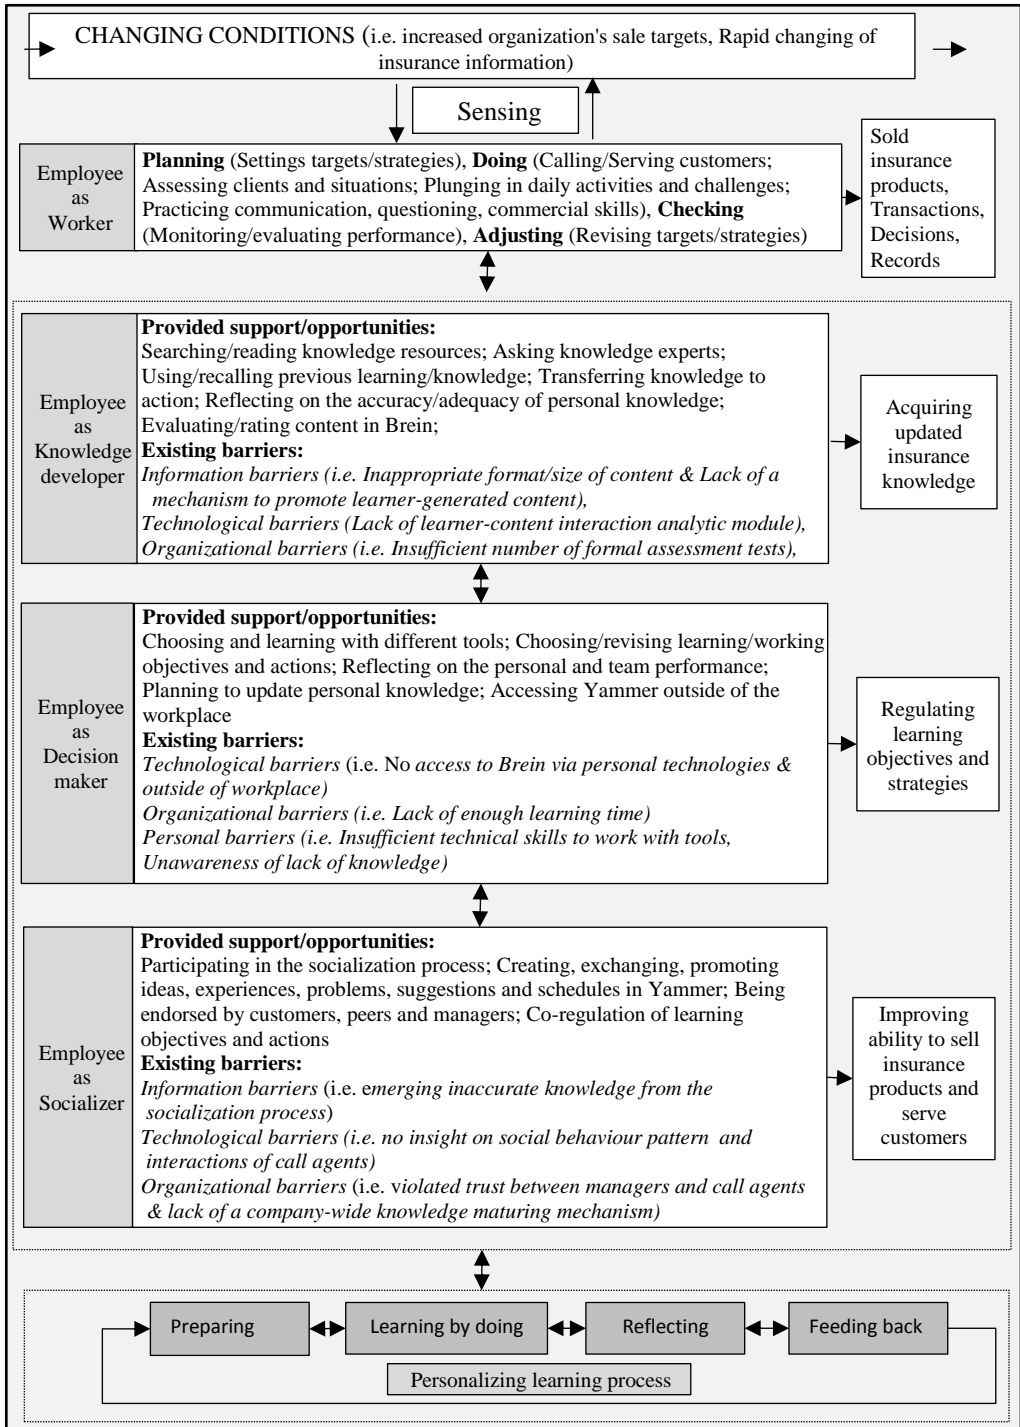 CHANGING CONDITIONS (i.e. increased organization's sale targets, Rapid changing of
insurance information)
Sensing
Employee
as
Worker
Planning (Settings targets/strategies), Doing (Calling/Serving customers;
Assessing clients and situations; Plunging in daily activities and challenges;
Practicing communication, questioning, commercial skills), Checking
(Monitoring/evaluating performance), Adjusting (Revising targets/strategies)
Sold
insurance
products,
Transactions,
Decisions,
Records
Employee
as
Knowledge
developer
Provided support/opportunities:
Searching/reading knowledge resources; Asking knowledge experts;
Using/recalling previous learning/knowledge; Transferring knowledge to
action; Reflecting on the accuracy/adequacy of personal knowledge;
Evaluating/rating content in Brein;
Existing barriers:
Information barriers (i.e. Inappropriate format/size of content & Lack of a
mechanism to promote learner-generated content),
Technological barriers (Lack of learner-content interaction analytic module),
Organizational barriers (i.e. Insufficient number of formal assessment tests),
Acquiring
updated
insurance
knowledge
Employee
as
Decision
maker
Provided support/opportunities:
Choosing and learning with different tools; Choosing/revising learning/working
objectives and actions; Reflecting on the personal and team performance;
Planning to update personal knowledge; Accessing Yammer outside of the
workplace
Existing barriers:
Technological barriers (i.e. No access to Brein via personal technologies &
outside of workplace)
Organizational barriers (i.e. Lack of enough learning time)
Personal barriers (i.e. Insufficient technical skills to work with tools,
Unawareness of lack of knowledge)
Regulating
learning
objectives and
strategies
Employee
as
Socializer
Provided support/opportunities:
Participating in the socialization process; Creating, exchanging, promoting
ideas, experiences, problems, suggestions and schedules in Yammer; Being
endorsed by customers, peers and managers; Co-regulation of learning
objectives and actions
Existing barriers:
Information barriers (i.e. emerging inaccurate knowledge from the
socialization process)
Technological barriers (i.e. no insight on social behaviour pattern and
interactions of call agents)
Organizational barriers (i.e. violated trust between managers and call agents
& lack of a company-wide knowledge maturing mechanism)
Improving
ability to sell
insurance
products and
serve
customers
Preparing
Learning by doing
Reflecting
Feeding back
Personalizing learning process